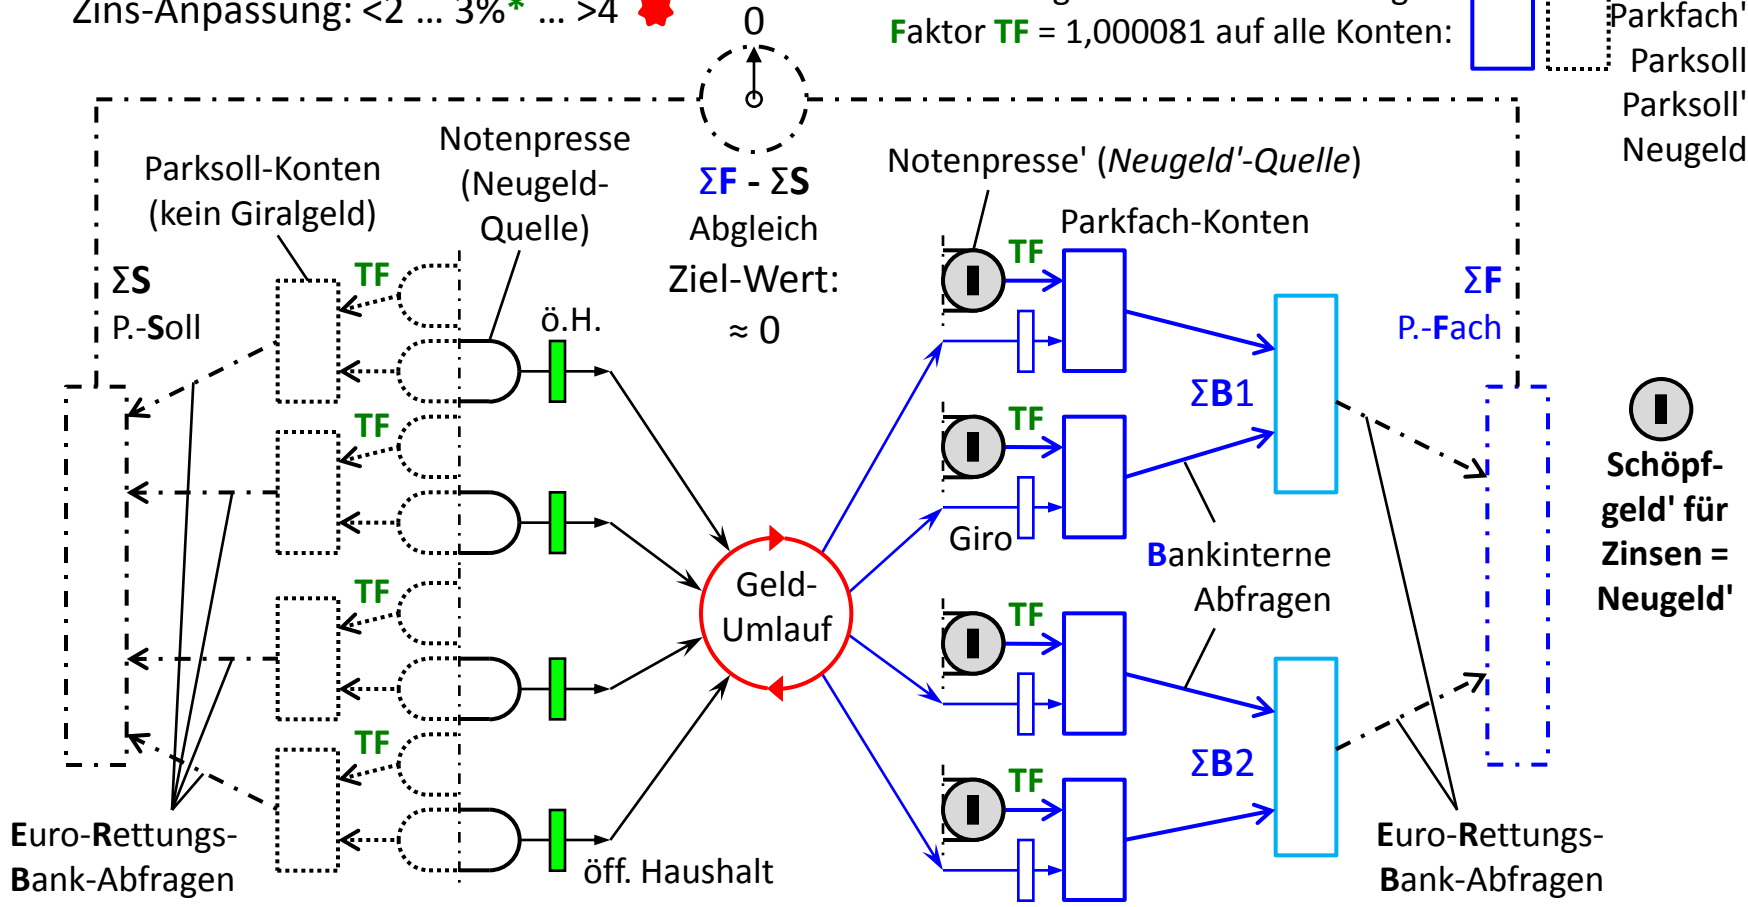 Zins-Anpassung: <2 ... 3%* ... >4
0
Faktor TF = 1,000081 auf alle Konten:
Parkfach'
Parksoll
Parksoll'
Neugeld
Notenpresse
(Neugeld-
Quelle)
Parksoll-Konten
(kein Giralgeld)
ΣF - ΣS
Abgleich
Ziel-Wert:
≈ 0
Notenpresse' (Neugeld'-Quelle)
Parkfach-Konten
ΣS
P.-Soll
TF
TF
TF
TF
ö.H.
TF
TF
TF
TF
ΣF
P.-Fach
ΣB1
Giro
Bankinterne
Abfragen
Geld-
Umlauf
ΣB2
Schöpf-
geld' für
Zinsen =
Neugeld'
Euro-Rettungs-
Bank-Abfragen
öff. Haushalt
Euro-Rettungs-
Bank-Abfragen